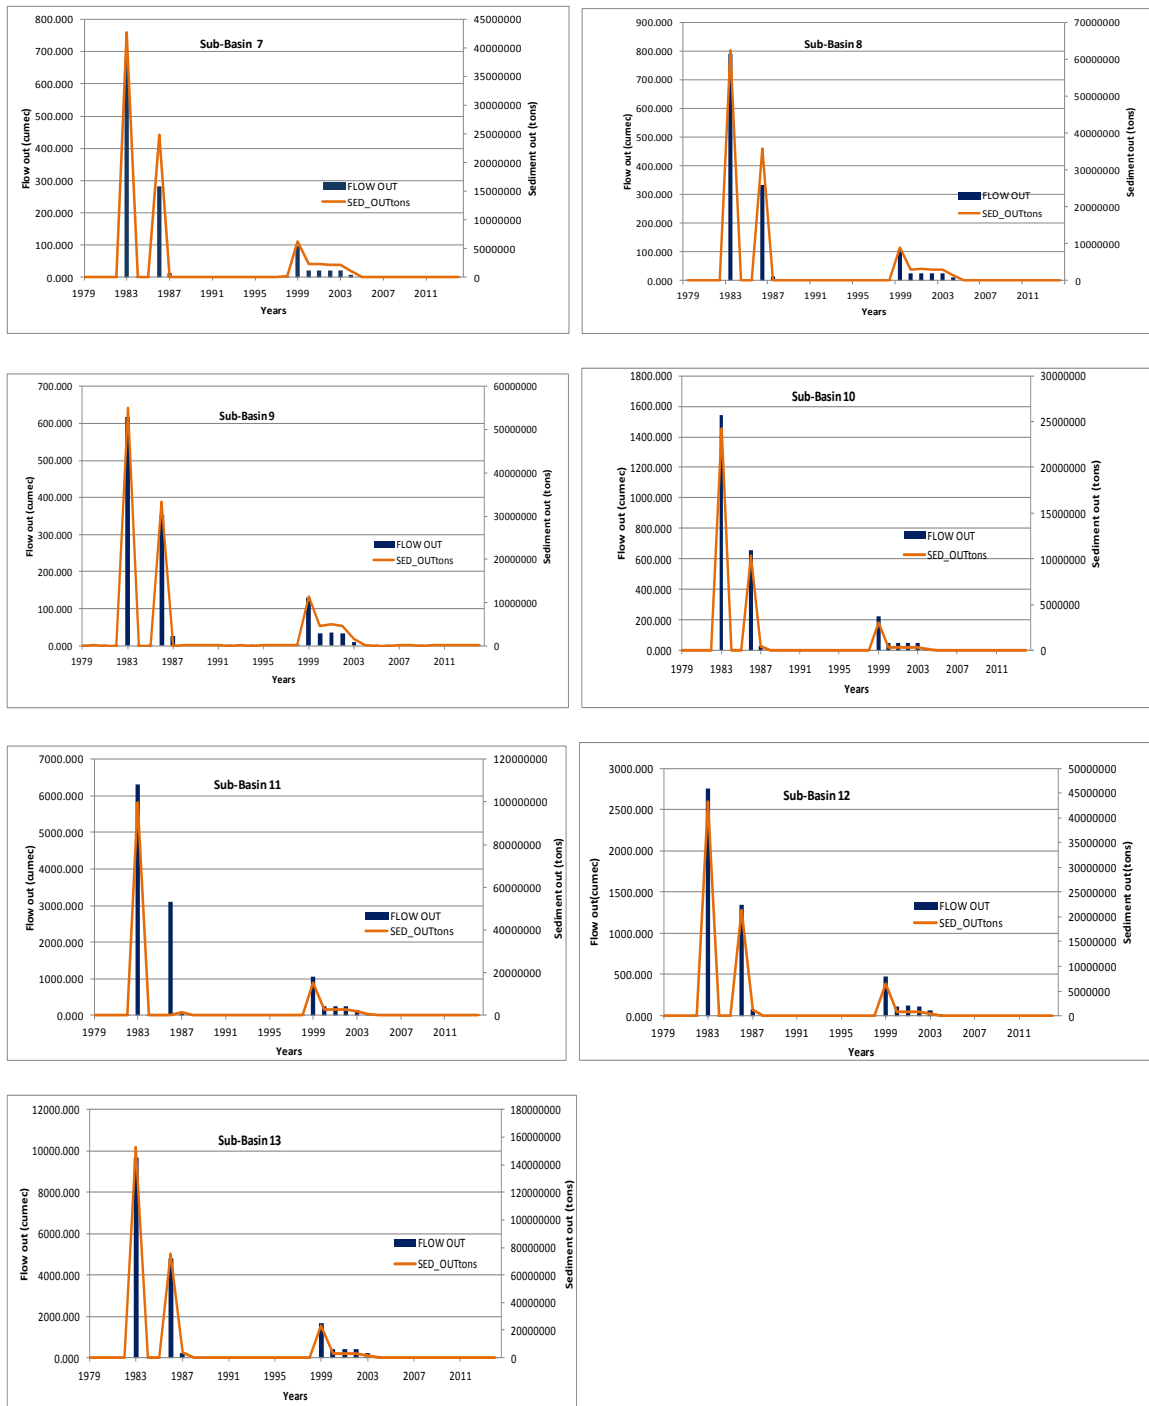 Sub-Basin 7
Flow out (cumec)
800.000
700.000
600.000
500.000
400.000
300.000
200.000
100.000
0.000
45000000
40000000
35000000
30000000
25000000
20000000
15000000
10000000
5000000
0
Sediment out (tons)
FLOW OUT
SED_OUTtons
1979 1983 1987 1991 1995 1999 2003 2007 2011
Years
Sub-Basin 8
Flow out (cumec)
900.000
800.000
700.000
600.000
500.000
400.000
300.000
200.000
100.000
0.000
70000000
60000000
50000000
40000000
30000000
20000000
10000000
0
Sediment out (tons)
FLOW OUT
SED_OUTtons
1979 1983 1987 1991 1995 1999 2003 2007 2011
Years
Sub-Basin 9
Flow out (cumec)
700.000
600.000
500.000
400.000
300.000
200.000
100.000
0.000
60000000
50000000
40000000
30000000
20000000
10000000
0
Sediment out (tons)
FLOW OUT
SED_OUTtons
1979 1983 1987 1991 1995 1999 2003 2007 2011
Years
Sub-Basin 10
Flow out (cumec)
1800.000
1600.000
1400.000
1200.000
1000.000
800.000
600.000
400.000
200.000
0.000
30000000
25000000
20000000
15000000
10000000
5000000
0
Sediment out (tons)
FLOW OUT
SED_OUTtons
1979 1983 1987 1991 1995 1999 2003 2007 2011
Years
Sub-Basin 11
Flow out (cumec)
7000.000
6000.000
5000.000
4000.000
3000.000
2000.000
1000.000
0.000
120000000
100000000
80000000
60000000
40000000
20000000
0
Sediment out (tons)
FLOW OUT
SED_OUTtons
1979 1983 1987 1991 1995 1999 2003 2007 2011
Years
Sub-Basin 12
Flow out(cumec)
3000.000
2500.000
2000.000
1500.000
1000.000
500.000
0.000
50000000
45000000
40000000
35000000
30000000
25000000
20000000
15000000
10000000
5000000
0
Sediment out(tons)
FLOW OUT
SED_OUTtons
1979 1983 1987 1991 1995 1999 2003 2007 2011
Years
Sub-Basin 13
Flow out (cumec)
12000.000
10000.000
8000.000
6000.000
4000.000
2000.000
0.000
180000000
160000000
140000000
120000000
100000000
80000000
60000000
40000000
20000000
0
Sediment out (tons)
FLOW OUT
SED_OUTtons
1979 1983 1987 1991 1995 1999 2003 2007 2011
Years